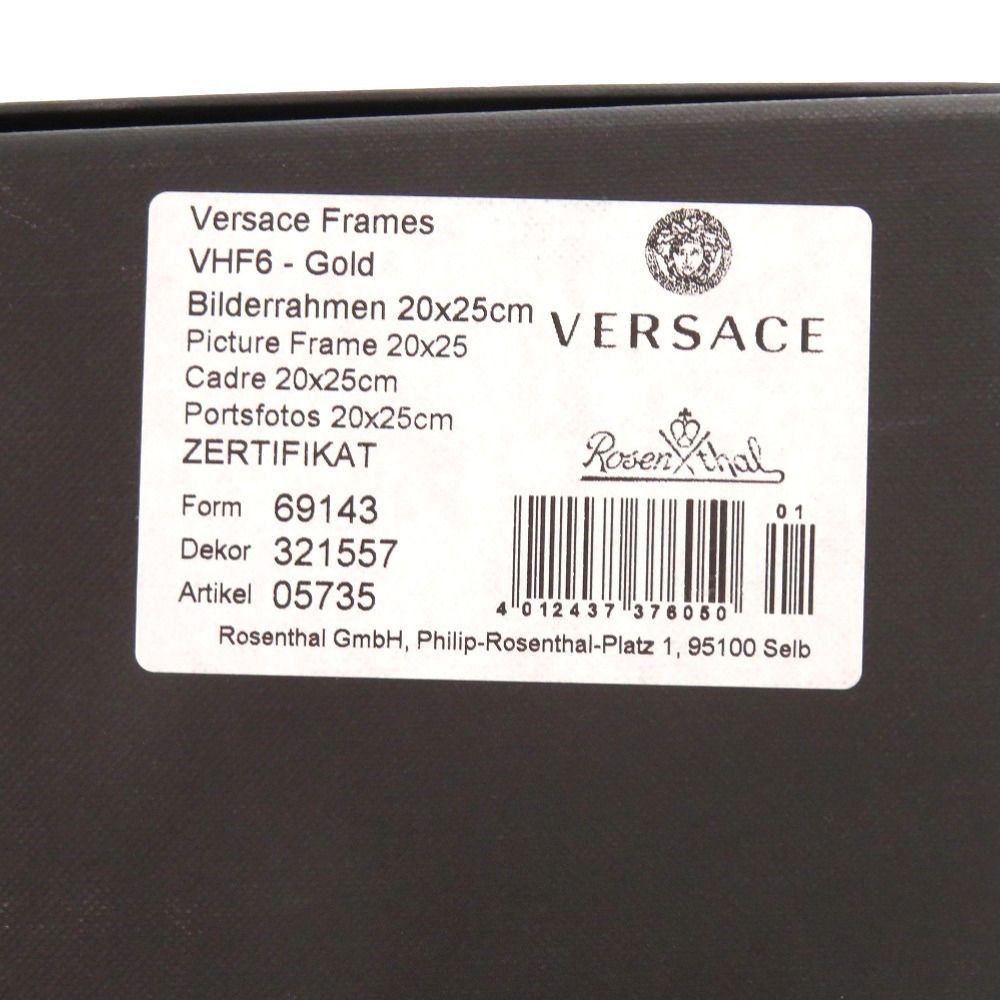 Versace Frames
VHF6 - Gold
Bilderrahmen 20x25cm
Picture Frame 20x25
Cadre 20x25cm
Portsfotos 20x25cm
ZERTIFIKAT
VERSACE
Rosenthal
Form 69143
Dekor 321557
Artikel 05735
01
4 012437 376050
Rosenthal GmbH, Philip-Rosenthal-Platz 1, 95100 Selb